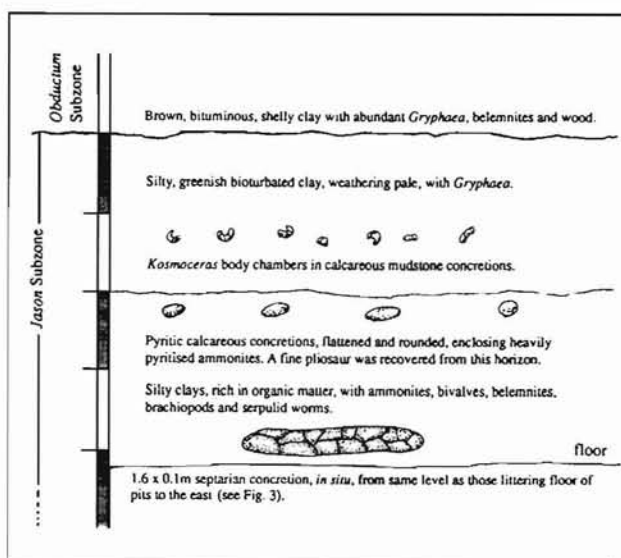 Obductum
Subzone
Brown, bituminous, shelly clay with abundant Gryphaea, belemnites and wood.
Jason Subzone
Silty, greenish bioturbated clay, weathering pale, with Gryphaea.
Kosmoceras body chambers in calcareous mudstone concretions.
Pyritic calcareous concretions, flattened and rounded, enclosing heavily
pyritised ammonites. A fine pliosaur was recovered from this horizon.
Silty clays, rich in organic matter, with ammonites, bivalves, belemnites,
brachiopods and serpulid worms.
floor
1.6 x 0.1m septarian concretion, in situ, from same level as those littering floor of
pits to the east (see Fig. 3).